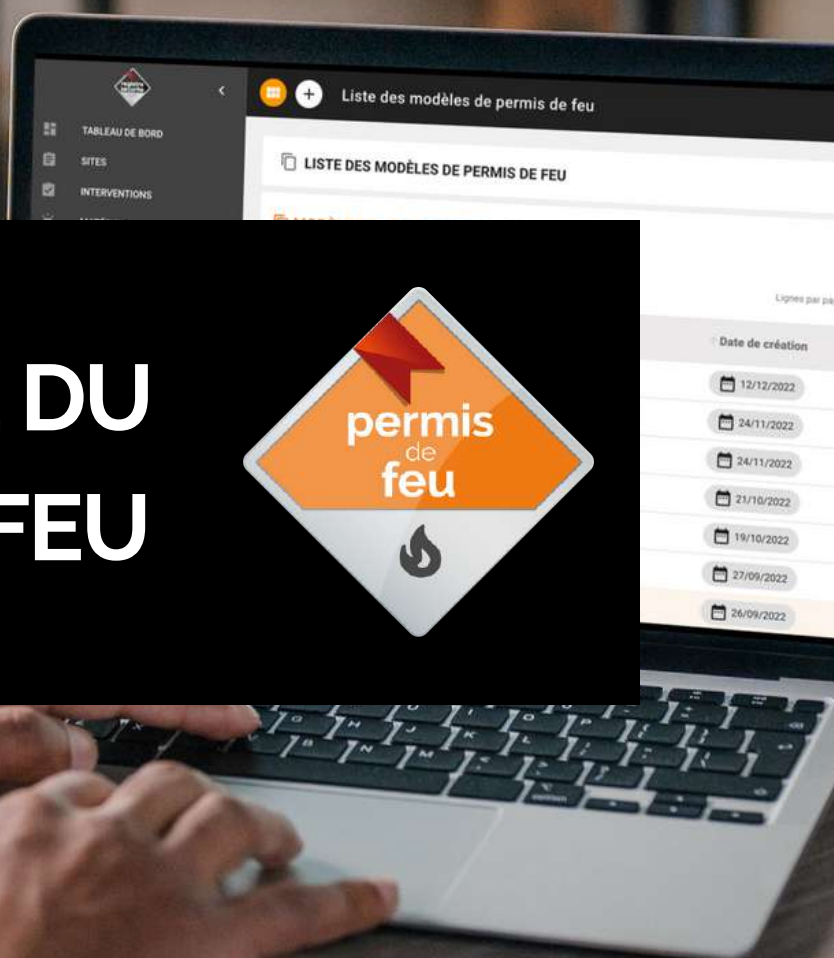 TABLEAU DE BORD
SITES
INTERVENTIONS
Liste des modèles de permis de feu
LISTE DES MODÈLES DE PERMIS DE FEU
Lignes par
Date de création
12/12/2022
24/11/2022
24/11/2022
21/10/2022
19/10/2022
27/09/2022
26/09/2022
DU
FEU
permis
de
feu